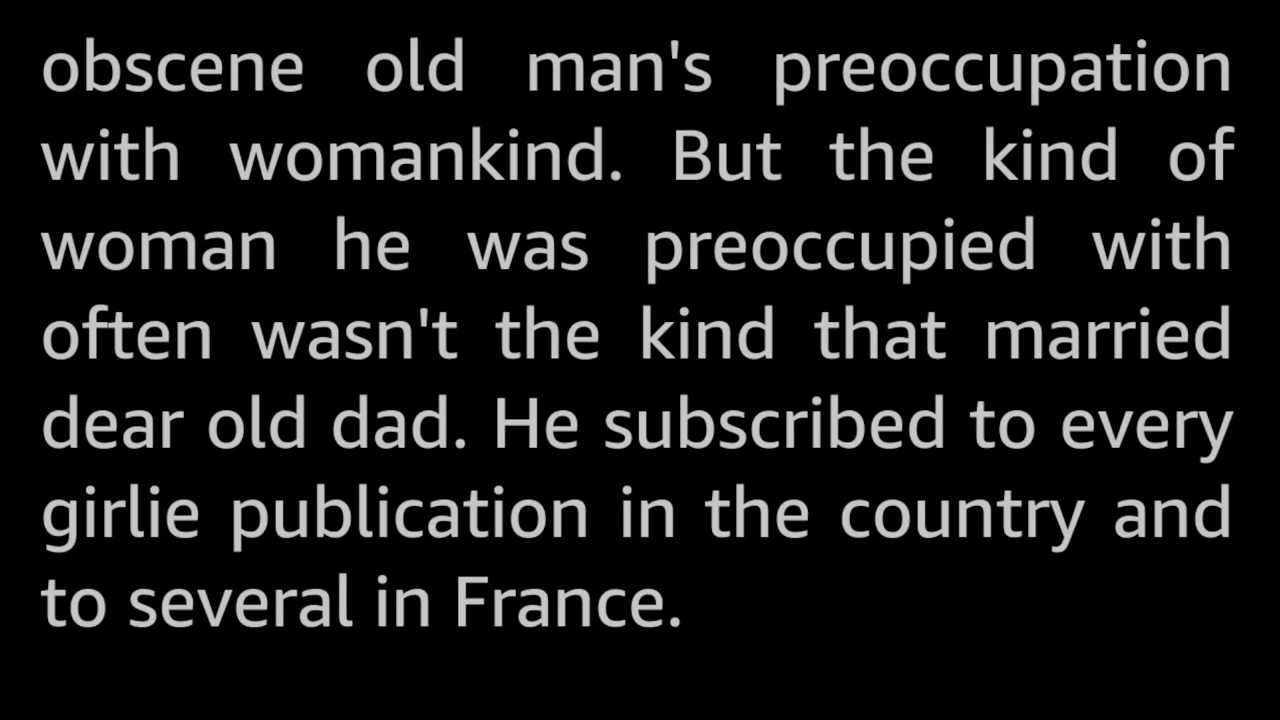 obscene old man's preoccupation
with womankind. But the kind of
woman he was preoccupied with
often wasn't the kind that married
dear old dad. He subscribed to every
girlie publication in the country and
to several in France.